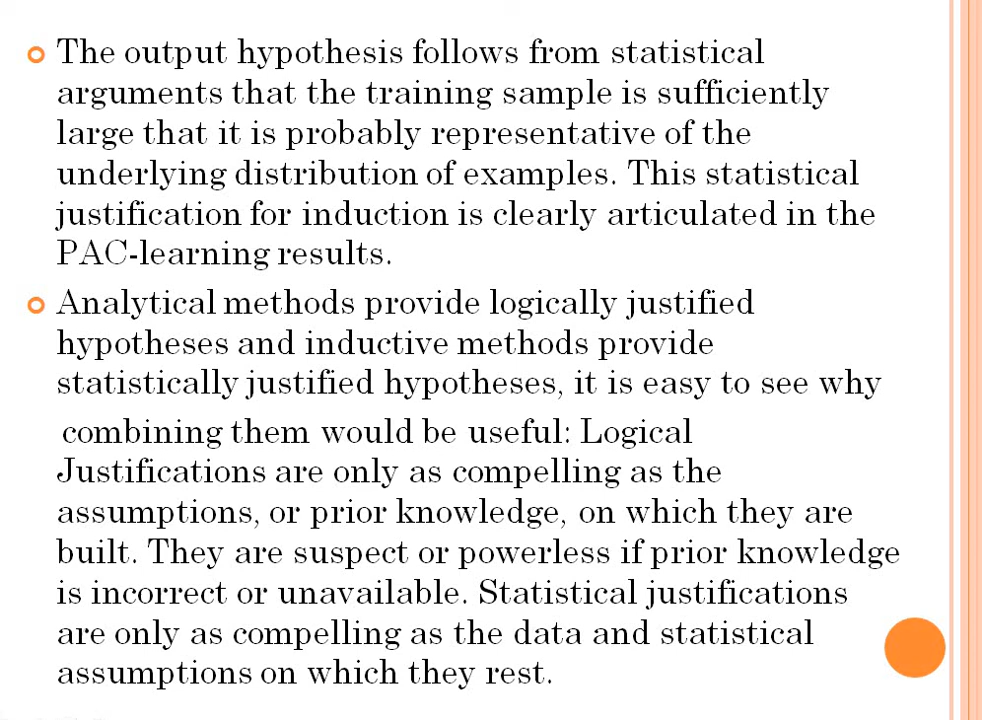 The output hypothesis follows from statistical
arguments that the training sample is sufficiently
large that it is probably representative of the
underlying distribution of examples. This statistical
justification for induction is clearly articulated in the
PAC-learning results.
Analytical methods provide logically justified
hypotheses and inductive methods provide
statistically justified hypotheses, it is easy to see why
combining them would be useful: Logical
Justifications are only as compelling as the
assumptions, or prior knowledge, on which they are
built. They are suspect or powerless if prior knowledge
is incorrect or unavailable. Statistical justifications
are only as compelling as the data and statistical
assumptions on which they rest.